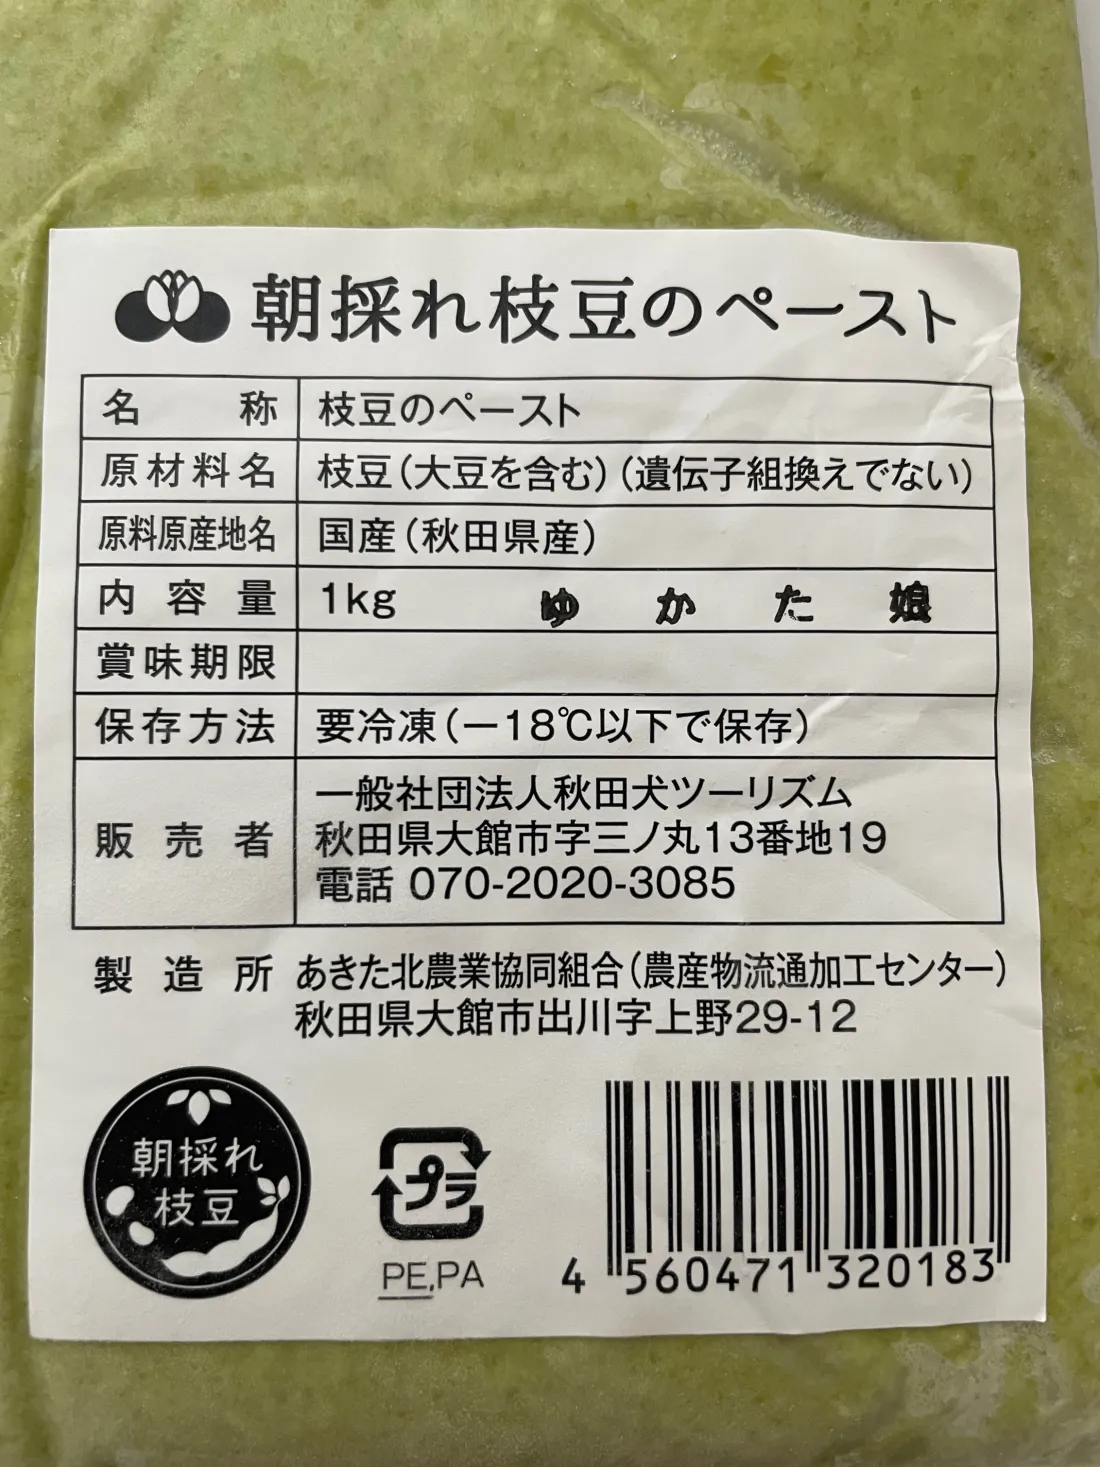 朝採れ枝豆のペースト
名称 枝豆のペースト
原材料名 枝豆(大豆を含む)(遺伝子組換えでない)
原料原産地名 国産(秋田県産)
内容量 1kg ゆかた娘
賞味期限
保存方法 要冷凍(－18℃以下で保存)
販売者 一般社団法人秋田犬ツーリズム
秋田県大館市字三ノ丸13番地19
電話 070-2020-3085
製造所 あきた北農業協同組合(農産物流通加工センター)
秋田県大館市出川字上野29-12
朝採れ
枝豆
プラ
PE,PA
4 560471 320183